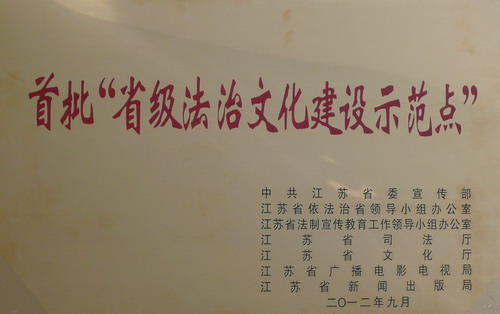 首批“省级法治文化建设示范点”
中共江苏省委宣传部
江苏省依法治省领导小组办公室
江苏省法制宣传教育工作领导小组办公室
江苏省司法厅
江苏省文化厅
江苏省广播电影电视局
江苏省新闻出版局
二〇一二年九月